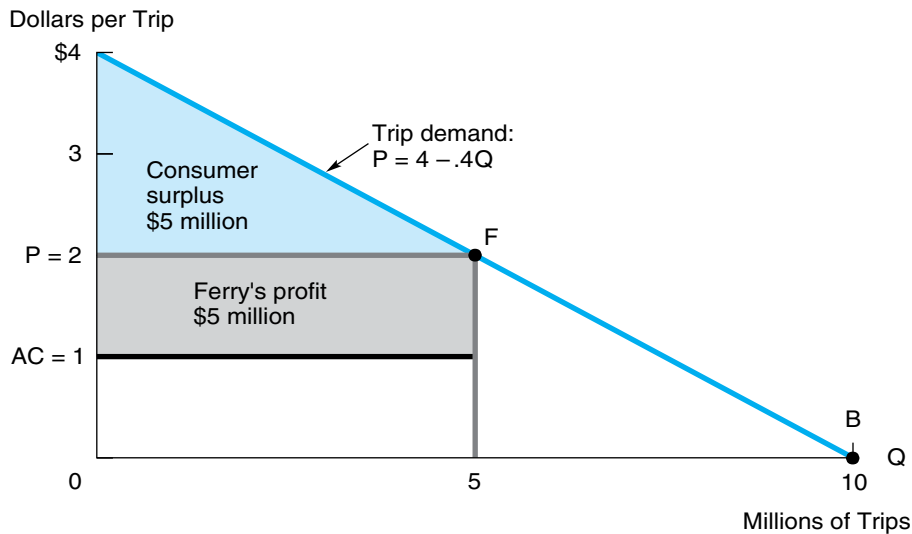 Dollars per Trip
$4
3
Trip demand:
P = 4 – .4Q
Consumer
surplus
$5 million
F
P = 2
Ferry's profit
$5 million
AC = 1
B
Q
0
5
10
Millions of Trips